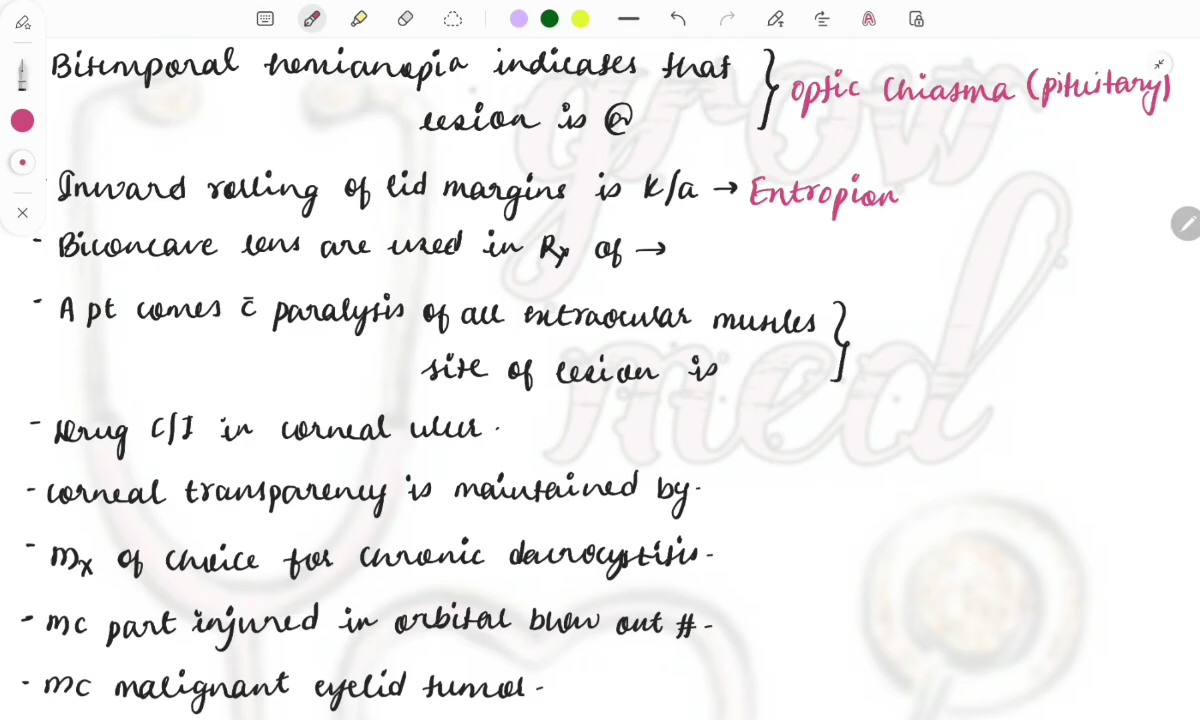 Bitemporal hemianopia indicates that } optic chiasma (pituitary)
lesion is @
Inward rolling of lid margins is k/a → Entropion
- Biconcave lens are used in Rx of →
- A pt comes c̄ paralysis of all extraocular muscles }
site of lesion is
- Drug C/I in corneal ulcer.
- corneal transparency is maintained by-
- Mx of choice for chronic dacrocystitis-
- mc part injured in orbital blow out #-
- mc malignant eyelid tumor-
grow
med